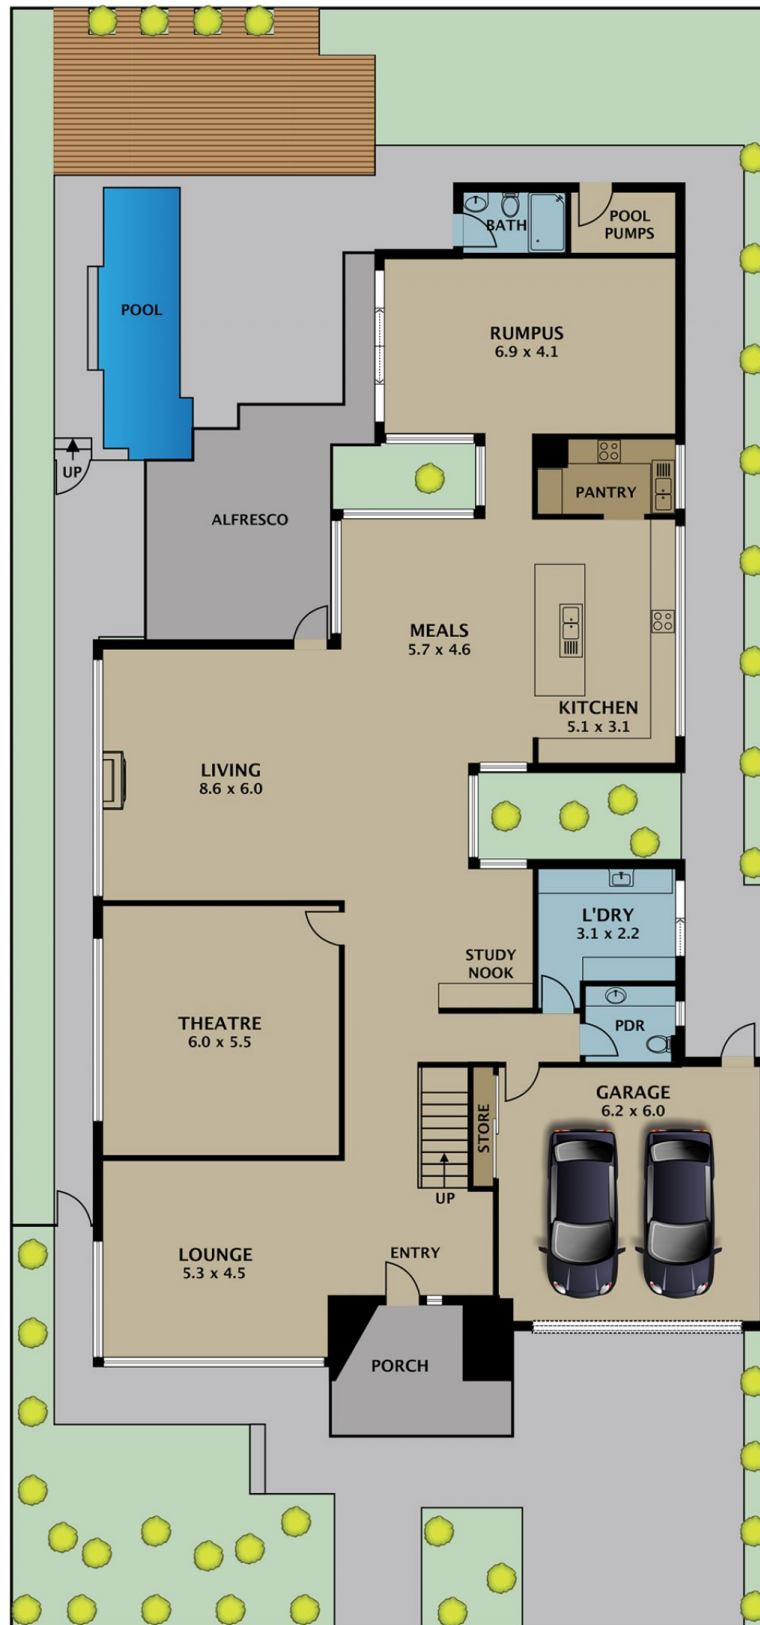 BATH
POOL
PUMPS
POOL
RUMPUS
6.9 x 4.1
UP
PANTRY
ALFRESCO
MEALS
5.7 x 4.6
KITCHEN
5.1 x 3.1
LIVING
8.6 x 6.0
L'DRY
3.1 x 2.2
STUDY
NOOK
THEATRE
6.0 x 5.5
PDR
GARAGE
6.2 x 6.0
STORE
UP
LOUNGE
5.3 x 4.5
ENTRY
PORCH